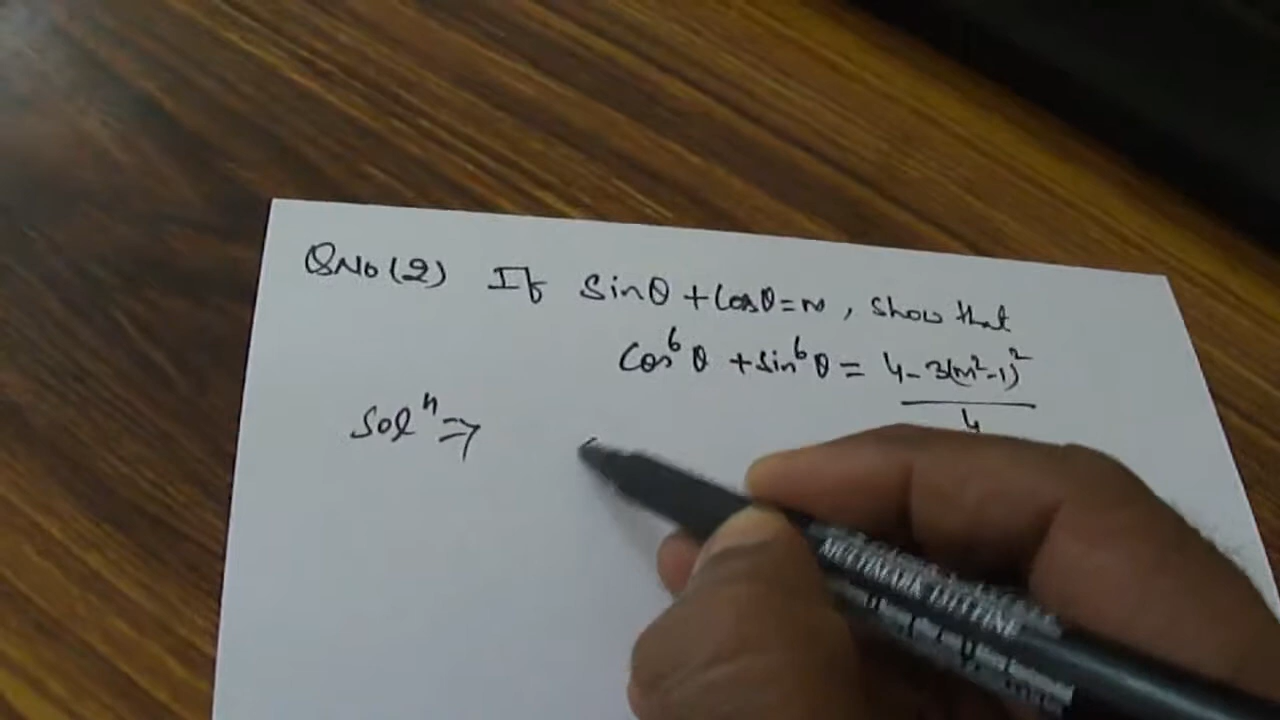 QNo (2) If sinθ + cosθ = m, show that
cos⁶θ + sin⁶θ = 4 - 3(m² - 1)²
4
Solⁿ ⇒